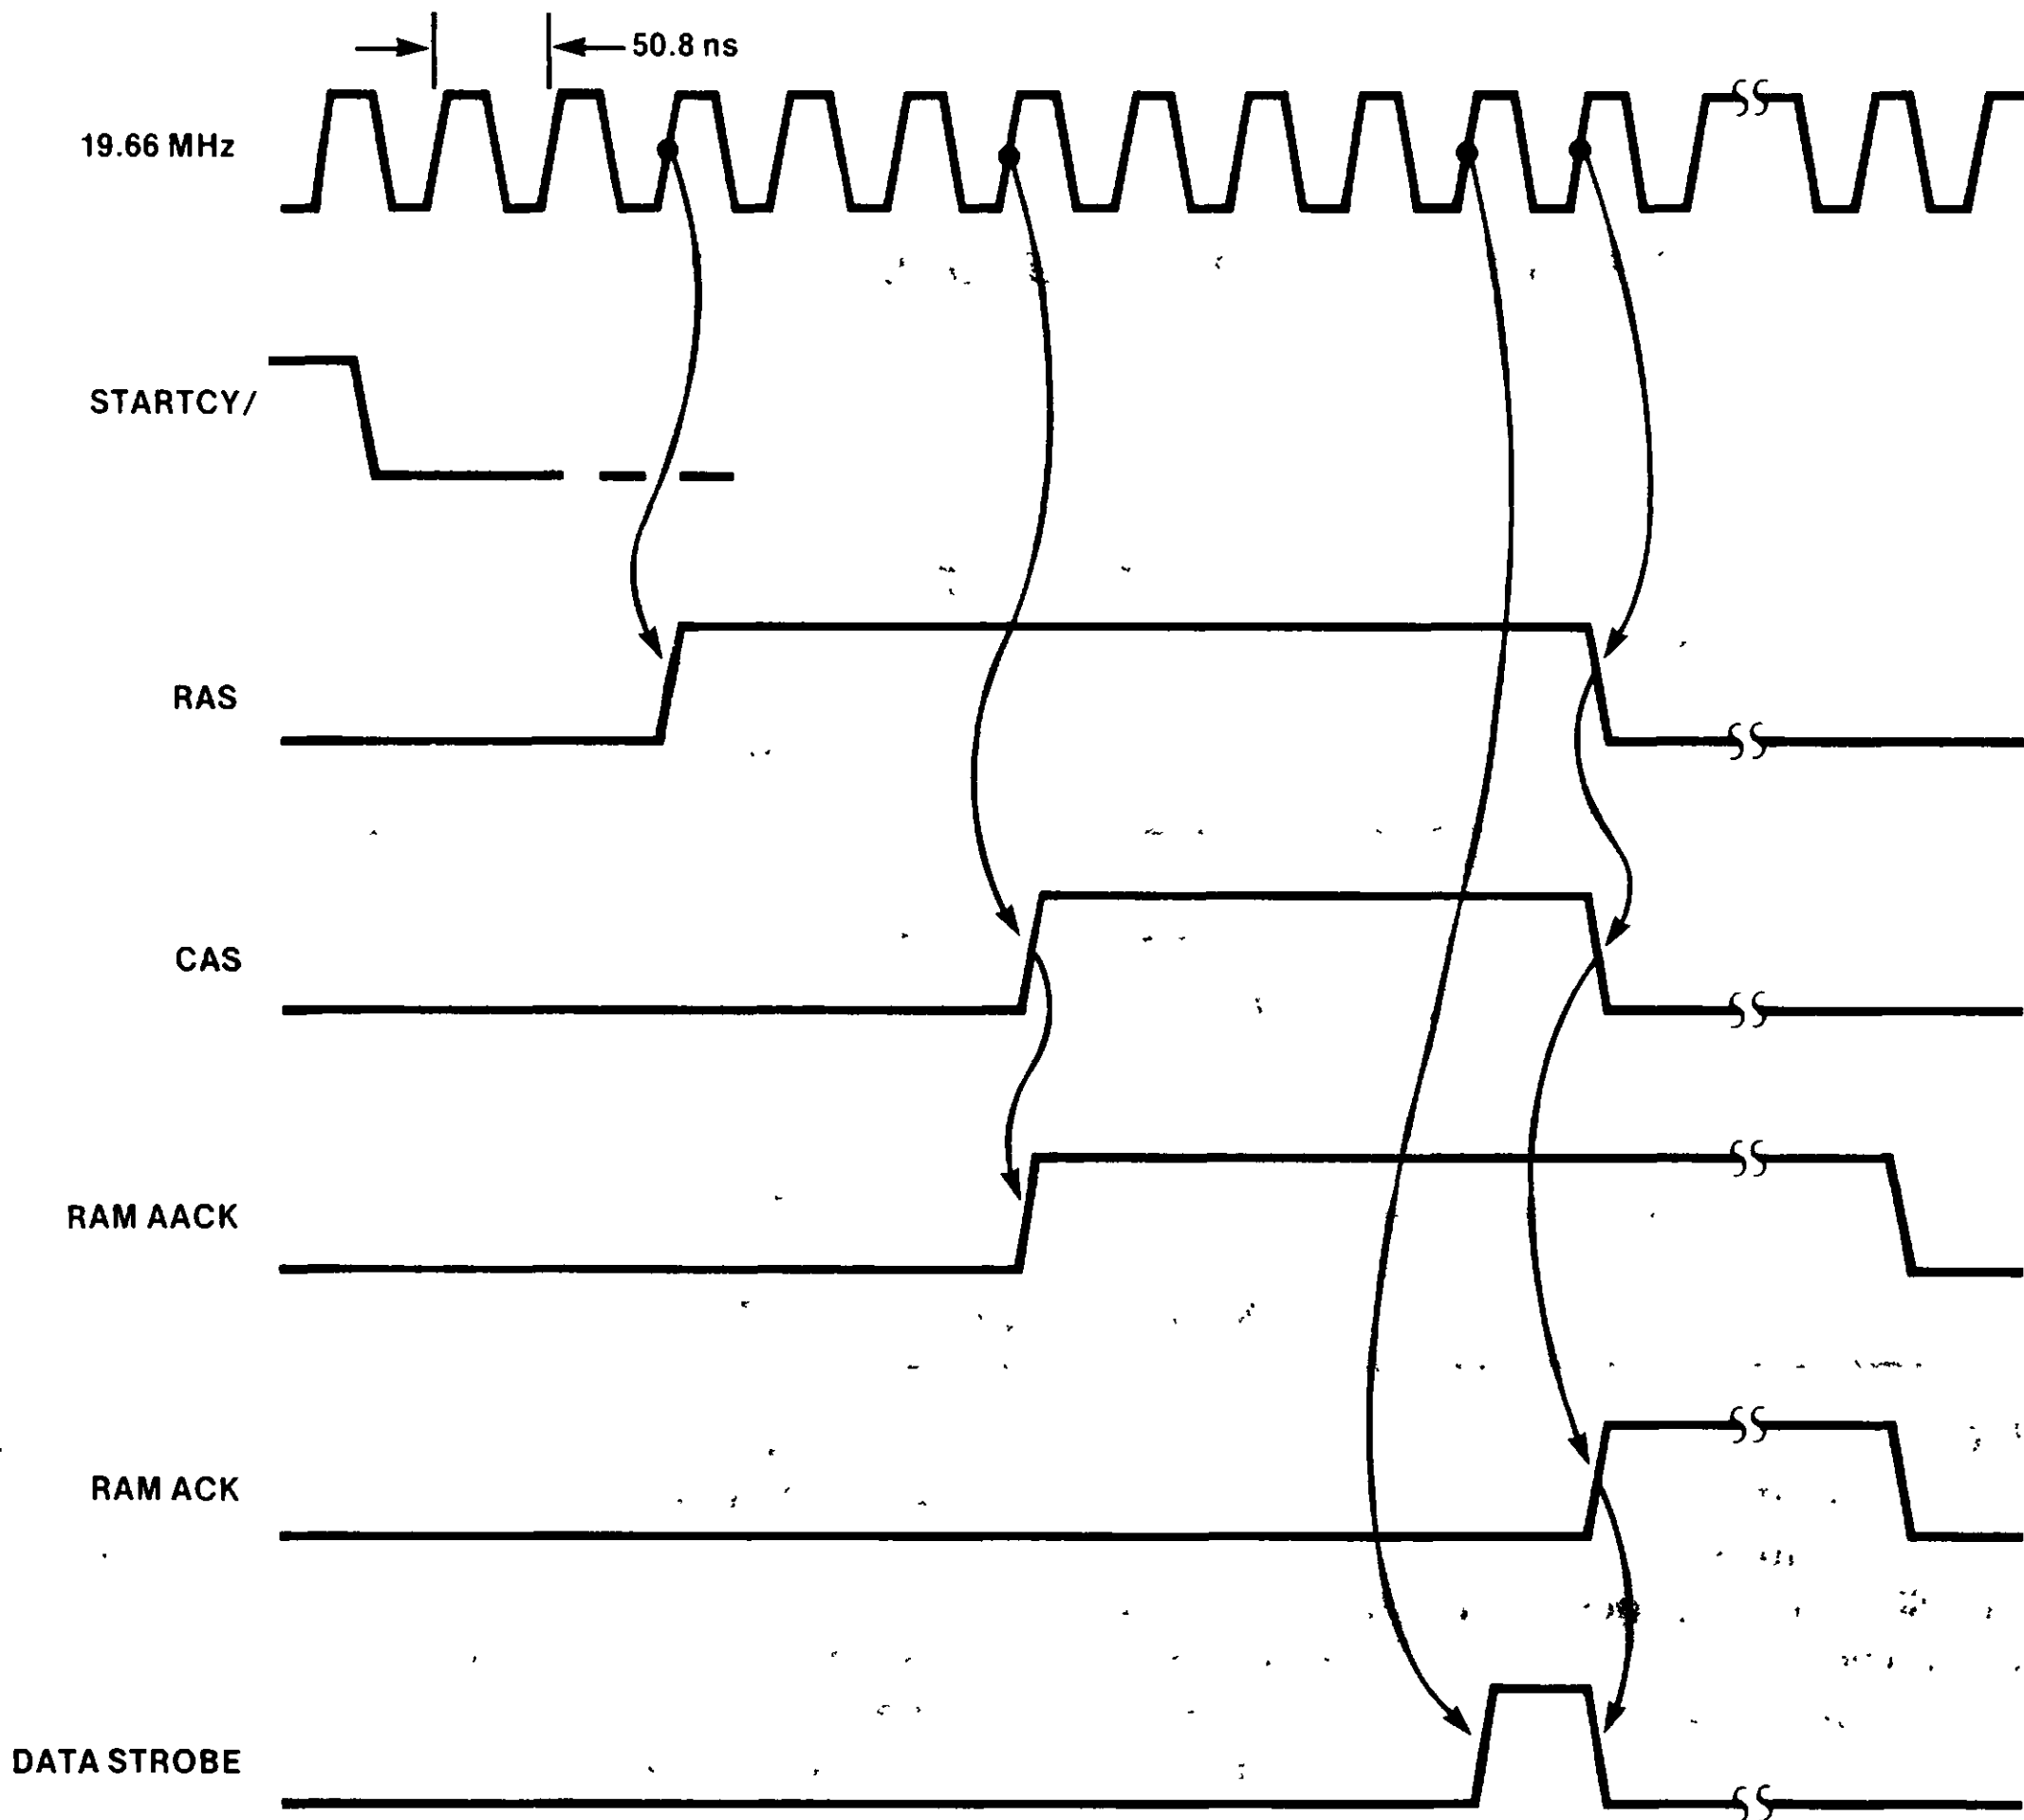 50.8 ns
19.66 MHz
STARTCY/
RAS
CAS
RAM AACK
RAM ACK
DATA STROBE